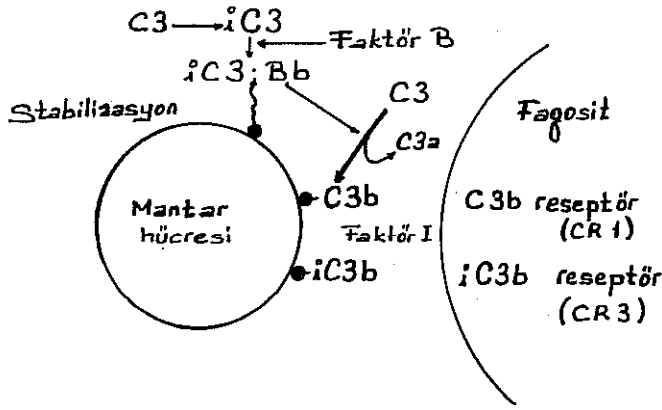 C3 → iC3
Faktör B
iC3; Bb
Stabilizasyon
C3
C3a
Mantar
hücresi
C3b
Faktör I
iC3b
Fagosit
C3b reseptör
(CR1)
iC3b reseptör
(CR3)